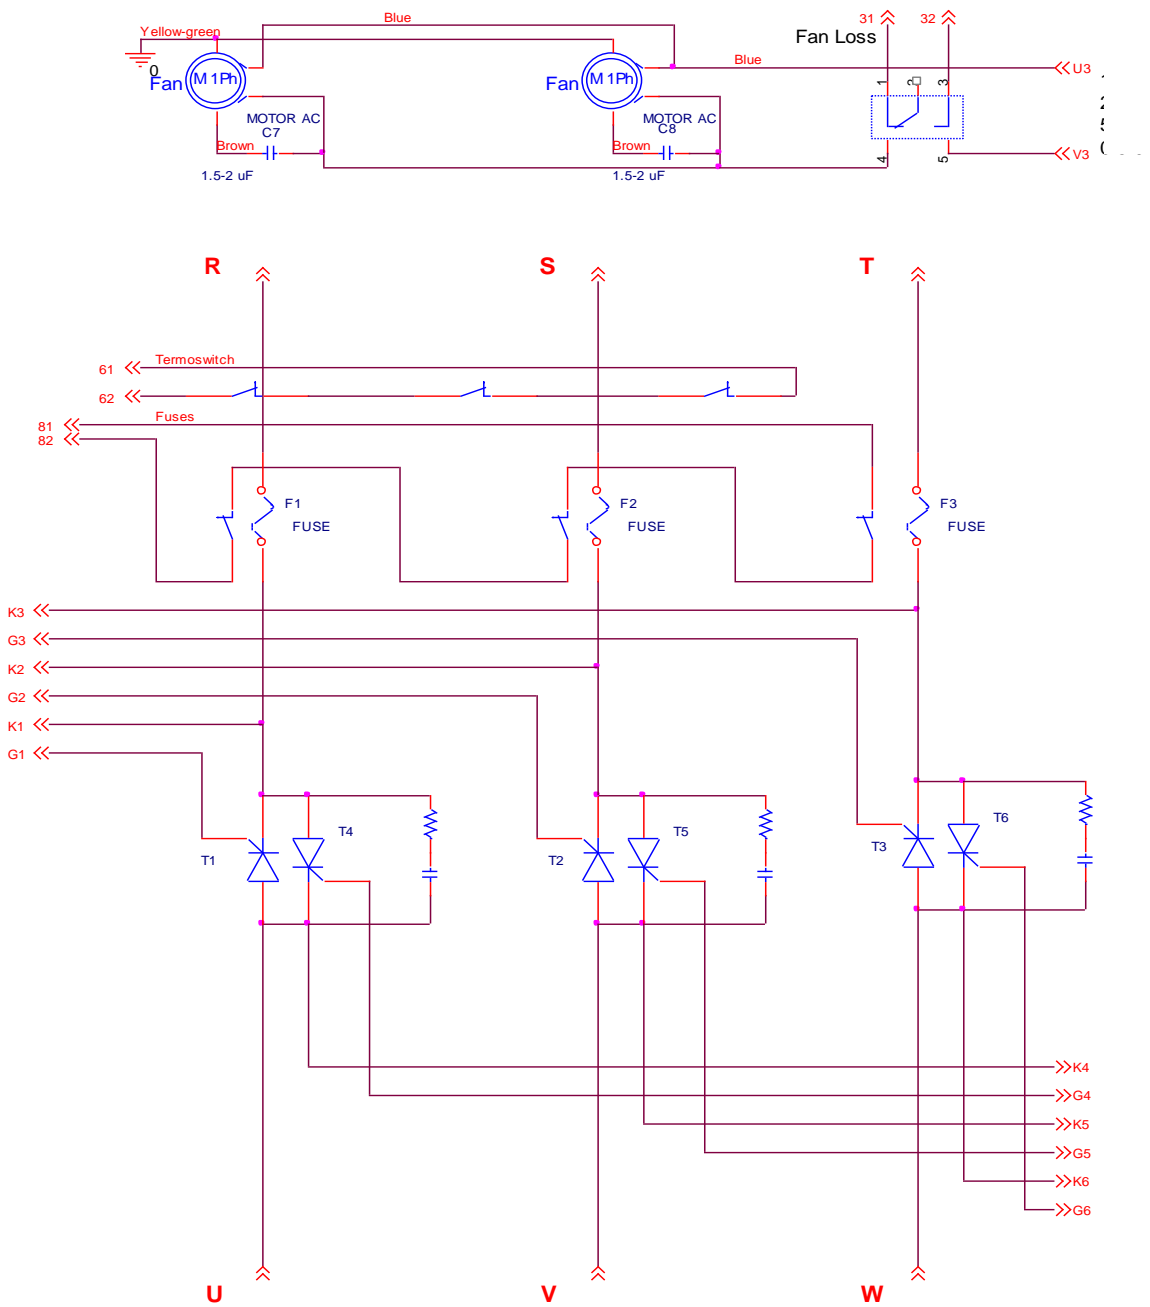 Blue
31
32
Yellow-green
Fan Loss
Blue
U3
0
Fan
M 1Ph
Fan
M 1Ph
1
2
3
MOTOR AC
C7
MOTOR AC
C8
Brown
Brown
4
5
V3
1.5-2 uF
1.5-2 uF
R
S
T
61
Termoswitch
62
81
Fuses
82
F1
FUSE
F2
FUSE
F3
FUSE
K3
G3
K2
G2
K1
G1
T4
T5
T6
T1
T2
T3
K4
G4
K5
G5
K6
G6
U
V
W